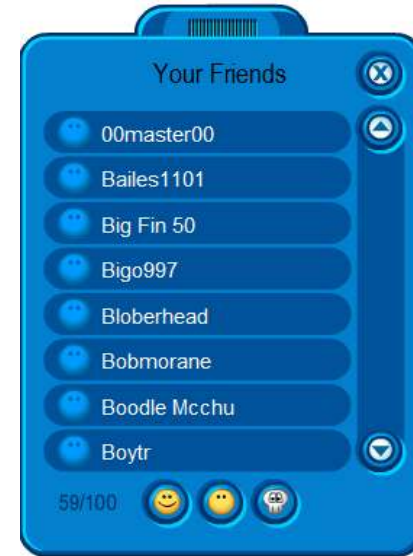 Your Friends
X
00master00
Bailes1101
Big Fin 50
Bigo997
Bloberhead
Bobmorane
Boodle Mcchu
Boytr
59/100